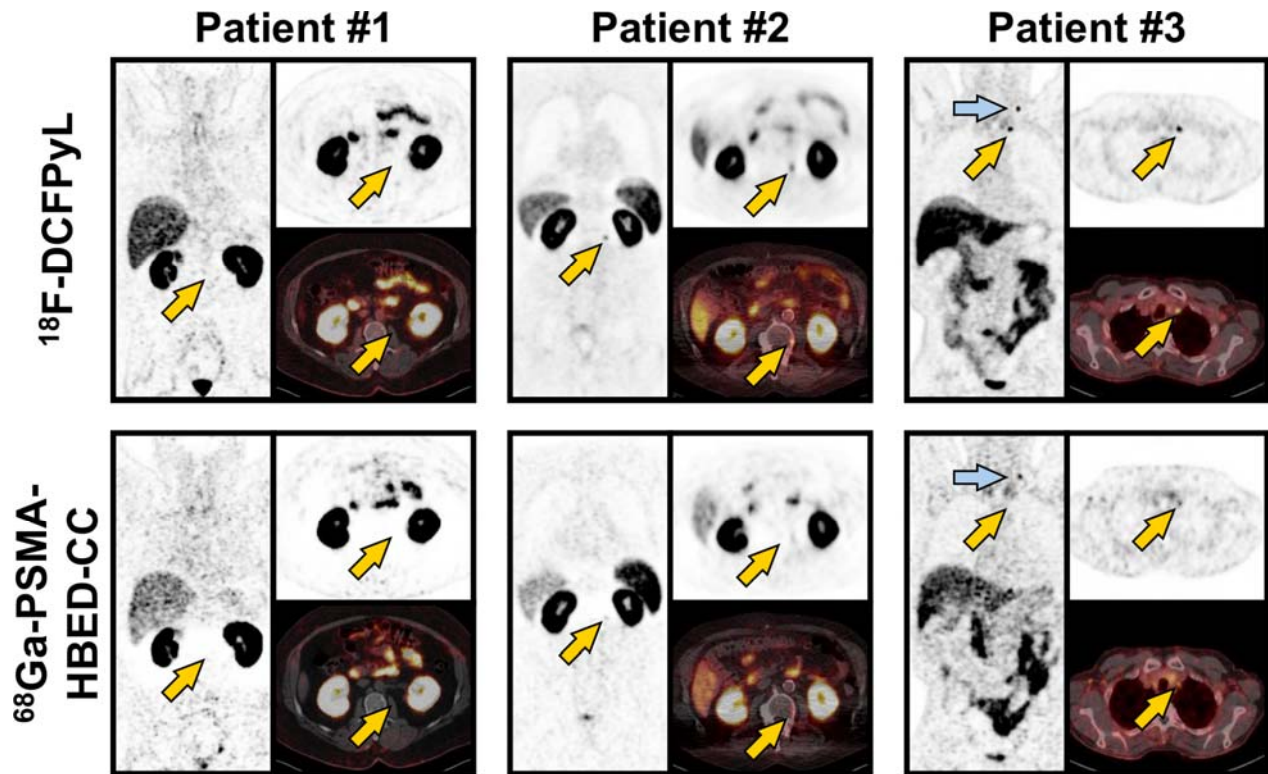 Patient #1
Patient #2
Patient #3
¹⁸F-DCFPyL
⁶⁸Ga-PSMA-
HBED-CC